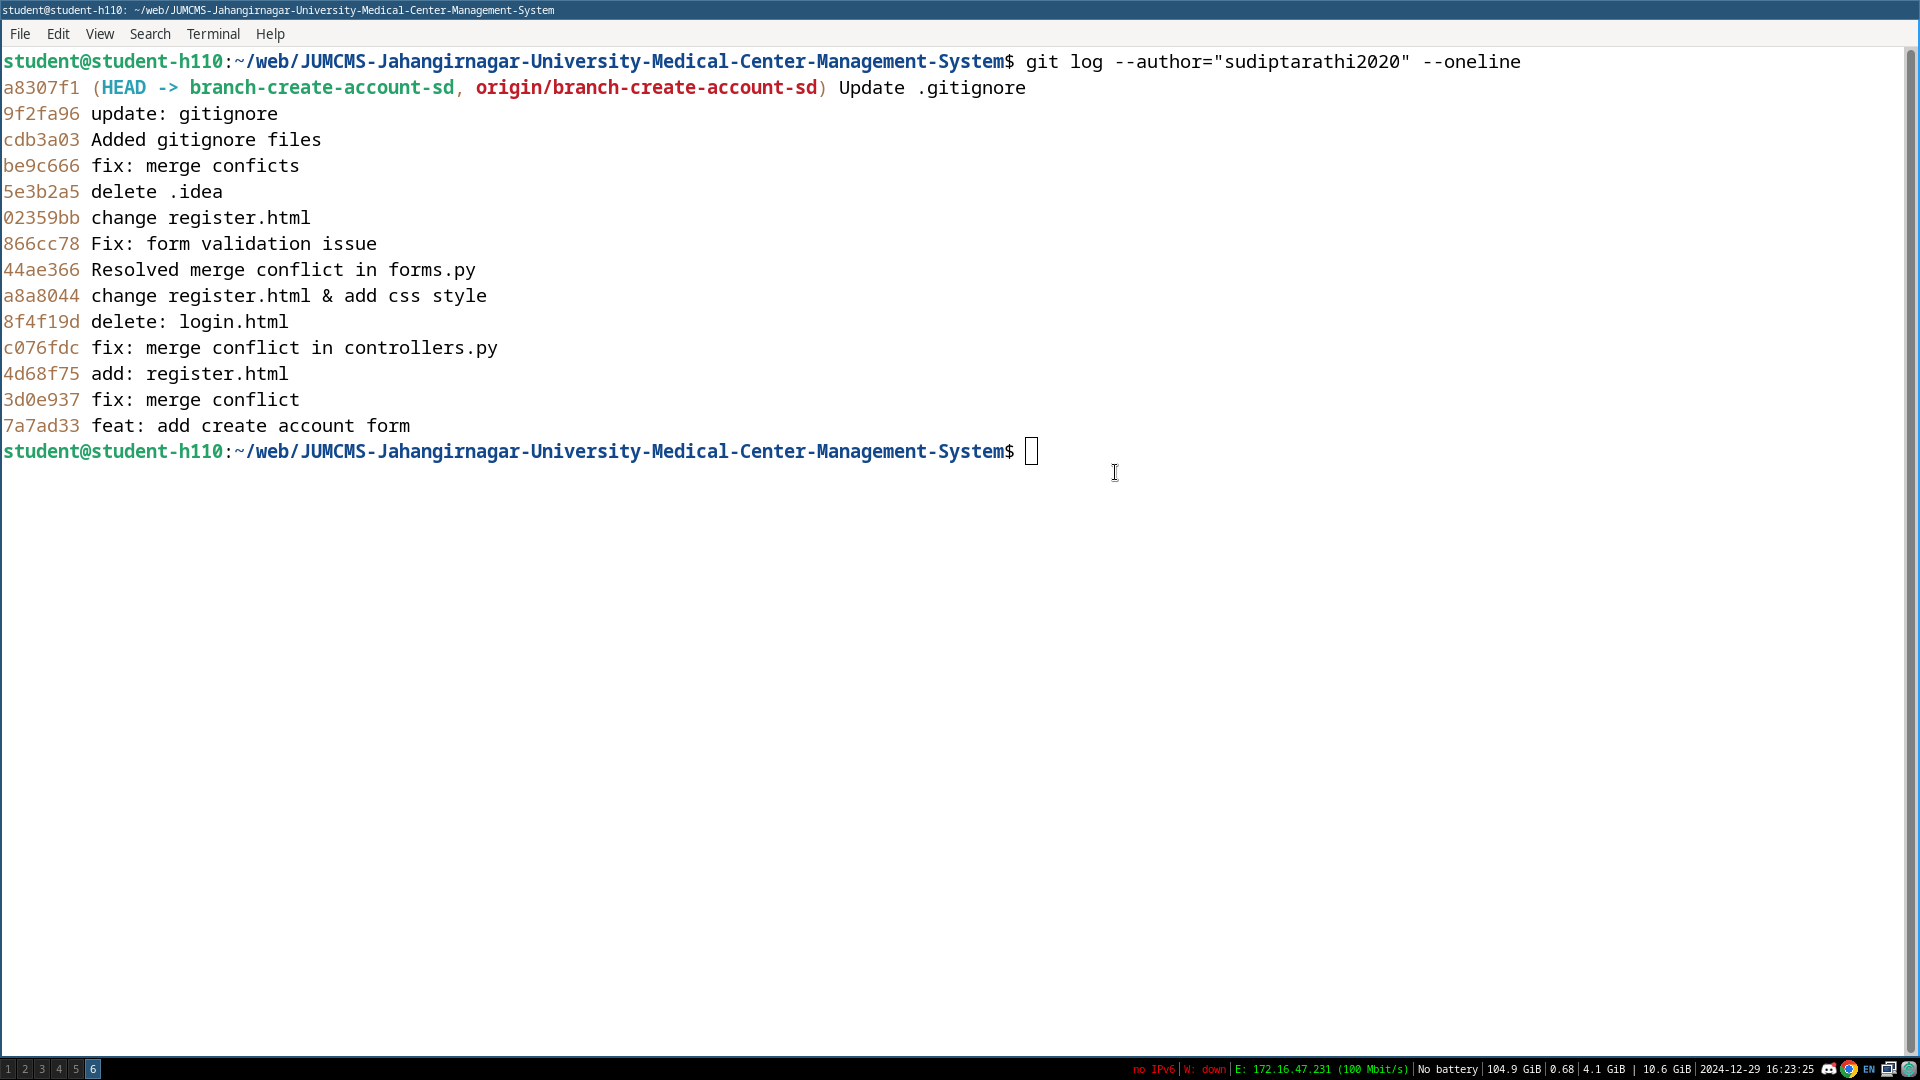 student@student-h110: ~/web/JUMCMS-Jahangirnagar-University-Medical-Center-Management-System
File Edit View Search Terminal Help
student@student-h110:~/web/JUMCMS-Jahangirnagar-University-Medical-Center-Management-System$ git log --author="sudiptarathi2020" --oneline
a8307f1 (HEAD -> branch-create-account-sd, origin/branch-create-account-sd) Update .gitignore
9f2fa96 update: gitignore
cdb3a03 Added gitignore files
be9c666 fix: merge conficts
5e3b2a5 delete .idea
02359bb change register.html
866cc78 Fix: form validation issue
44ae366 Resolved merge conflict in forms.py
a8a8044 change register.html & add css style
8f4f19d delete: login.html
c076fdc fix: merge conflict in controllers.py
4d68f75 add: register.html
3d0e937 fix: merge conflict
7a7ad33 feat: add create account form
student@student-h110:~/web/JUMCMS-Jahangirnagar-University-Medical-Center-Management-System$
1 2 3 4 5 6 no IPv6 | W: down | E: 172.16.47.231 (100 Mbit/s) | No battery | 104.9 GiB | 0.68 | 4.1 GiB | 10.6 GiB | 2024-12-29 16:23:25 EN